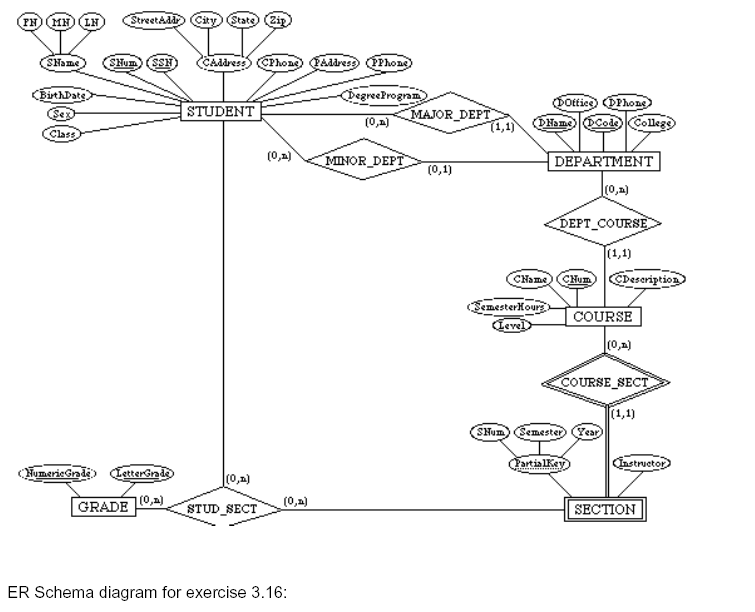 FN MN LN StreetAddr City State Zip
SName SNum SSN CAddress CPhone PAddress PPhone
BirthDate DegreeProgram
Sex STUDENT
Class
(0,n) MAJOR_DEPT (1,1)
(0,n) MINOR_DEPT (0,1)
DOffice DPhone
DName DCode College
DEPARTMENT
(0,n)
DEPT_COURSE
(1,1)
CName CNum CDescription
SemesterHours
Level COURSE
(0,n)
COURSE_SECT
(1,1)
SNum Semester Year
PartialKey Instructor
SECTION
NumericGrade LetterGrade
GRADE (0,n) STUD_SECT (0,n) (0,n)
ER Schema diagram for exercise 3.16: